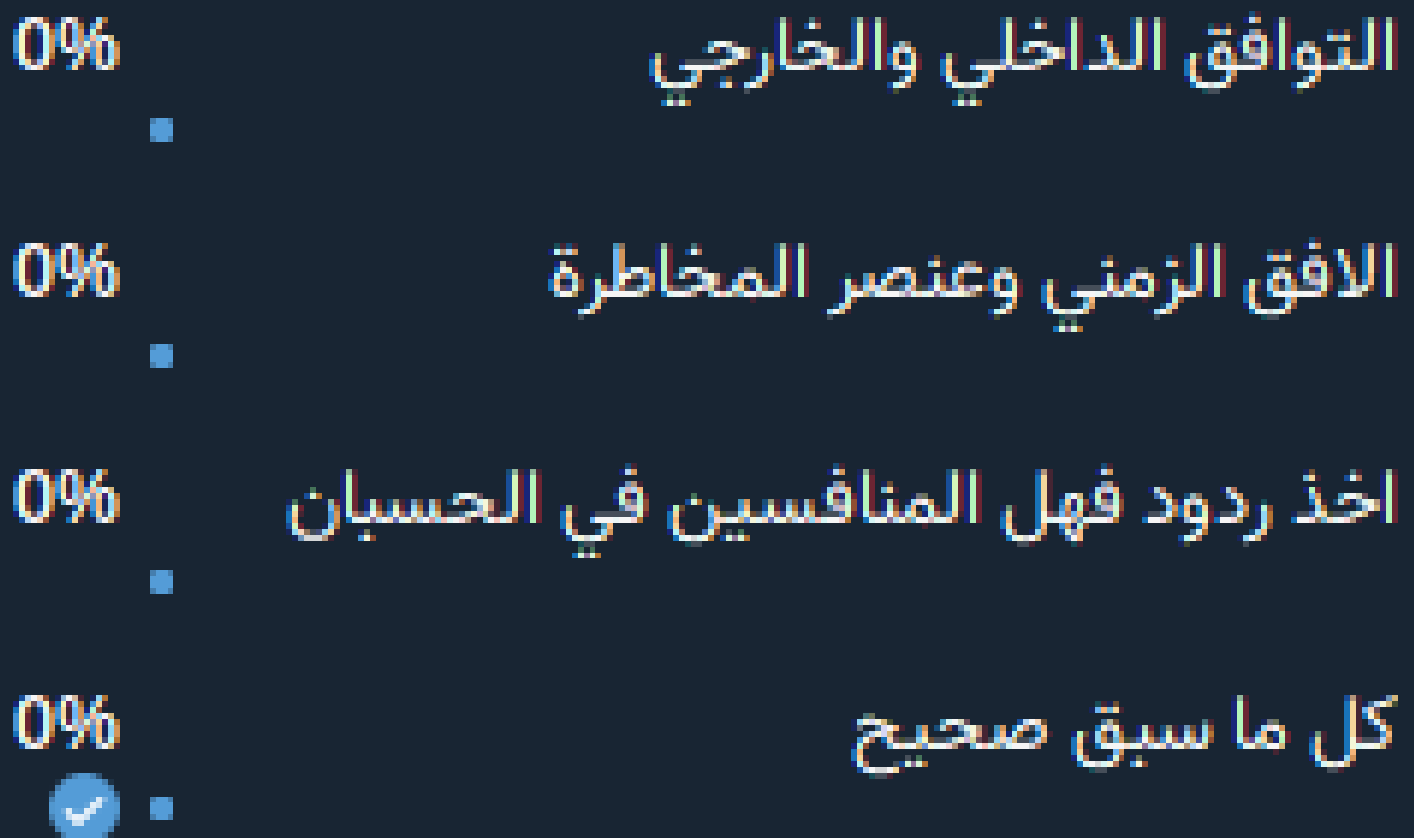 التوافق الداخلي والخارجي 0%
الافق الزمني وعنصر المخاطرة 0%
اخذ ردود فهل المنافسين في الحسبان 0%
كل ما سبق صحيح 0%